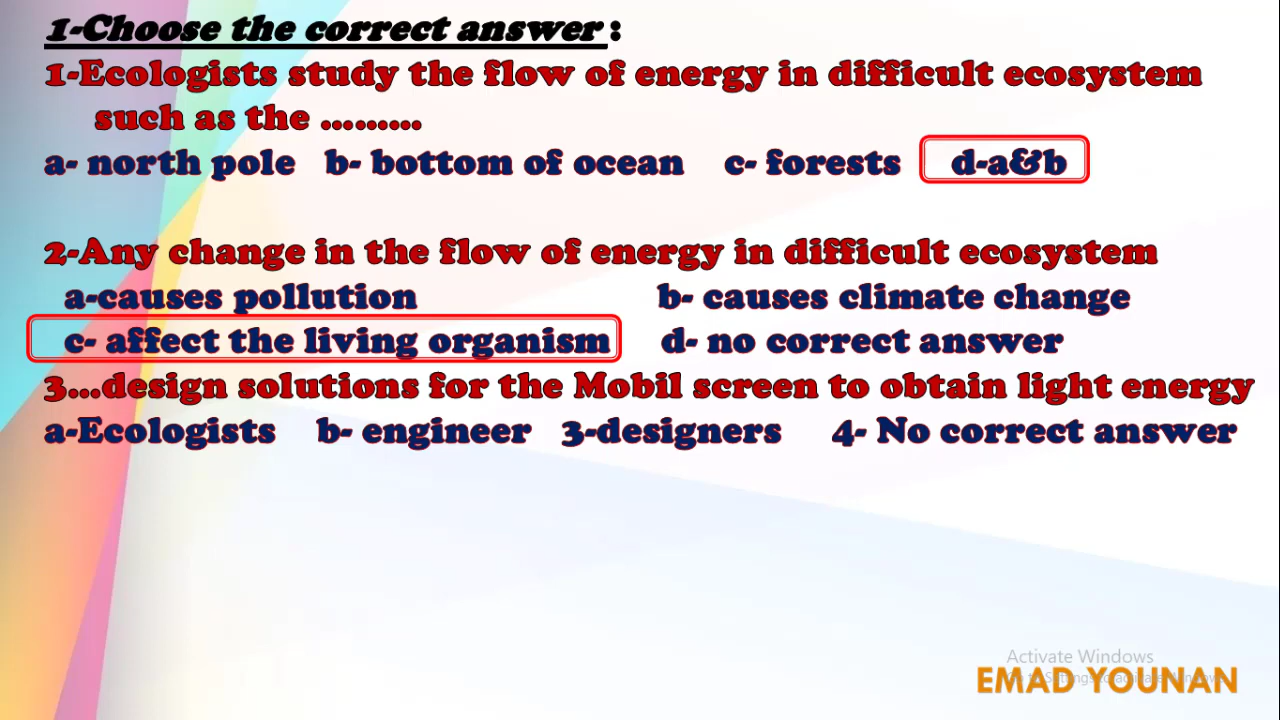 1-Choose the correct answer :
1-Ecologists study the flow of energy in difficult ecosystem
such as the .........
a- north pole b- bottom of ocean c- forests d-a&b
2-Any change in the flow of energy in difficult ecosystem
a-causes pollution b- causes climate change
c- affect the living organism d- no correct answer
3...design solutions for the Mobil screen to obtain light energy
a-Ecologists b- engineer 3-designers 4- No correct answer
Activate Windows
EMAD YOUNAN